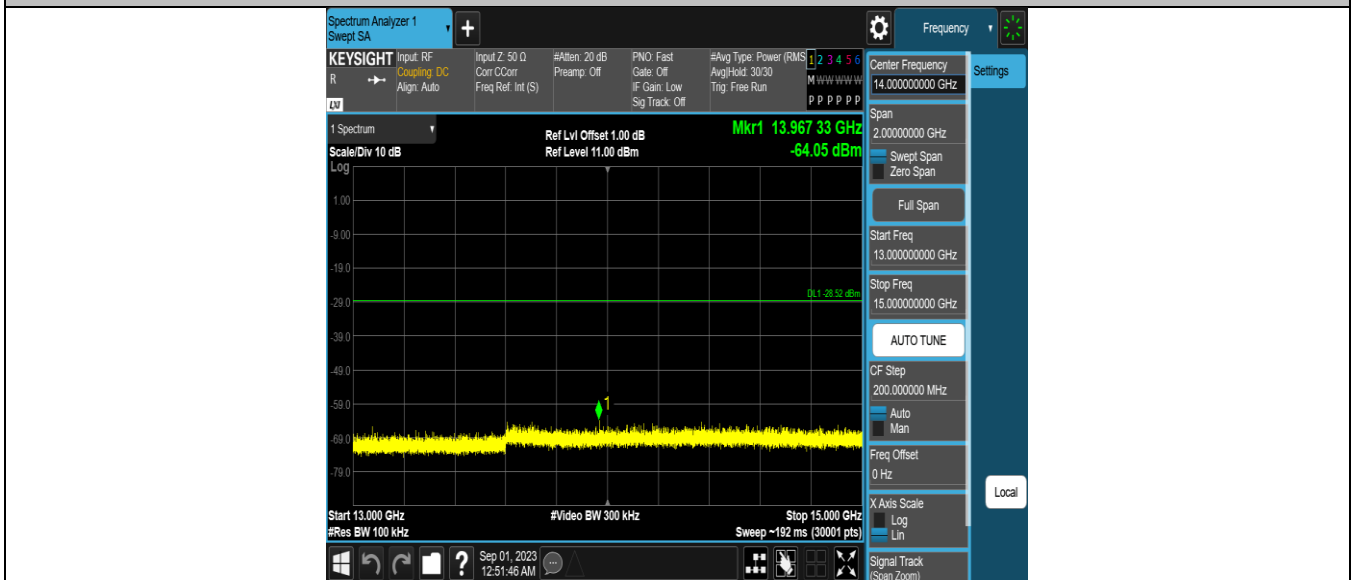 Spectrum Analyzer 1
Swept SA
+
Frequency
KEYSIGHT
R
LXI
Input: RF
Coupling: DC
Align: Auto
Input Z: 50 Ω
Corr CCorr
Freq Ref: Int (S)
#Atten: 20 dB
Preamp: Off
PNO: Fast
Gate: Off
IF Gain: Low
Sig Track: Off
#Avg Type: Power (RMS
Avg|Hold: 30/30
Trig: Free Run
1 2 3 4 5 6
M W W W W W
P P P P P P
1 Spectrum
Scale/Div 10 dB
Log
Ref Lvl Offset 1.00 dB
Ref Level 11.00 dBm
Mkr1 13.967 33 GHz
-64.05 dBm
1.00
-9.00
-19.0
-29.0
-39.0
-49.0
-59.0
-69.0
-79.0
DL1 -28.52 dBm
1
Start 13.000 GHz
#Res BW 100 kHz
#Video BW 300 kHz
Stop 15.000 GHz
Sweep ~192 ms (30001 pts)
?
Sep 01, 2023
12:51:46 AM
Center Frequency
14.000000000 GHz
Settings
Span
2.00000000 GHz
Swept Span
Zero Span
Full Span
Start Freq
13.000000000 GHz
Stop Freq
15.000000000 GHz
AUTO TUNE
CF Step
200.000000 MHz
Auto
Man
Freq Offset
0 Hz
X Axis Scale
Log
Lin
Local
Signal Track
(Span Zoom)